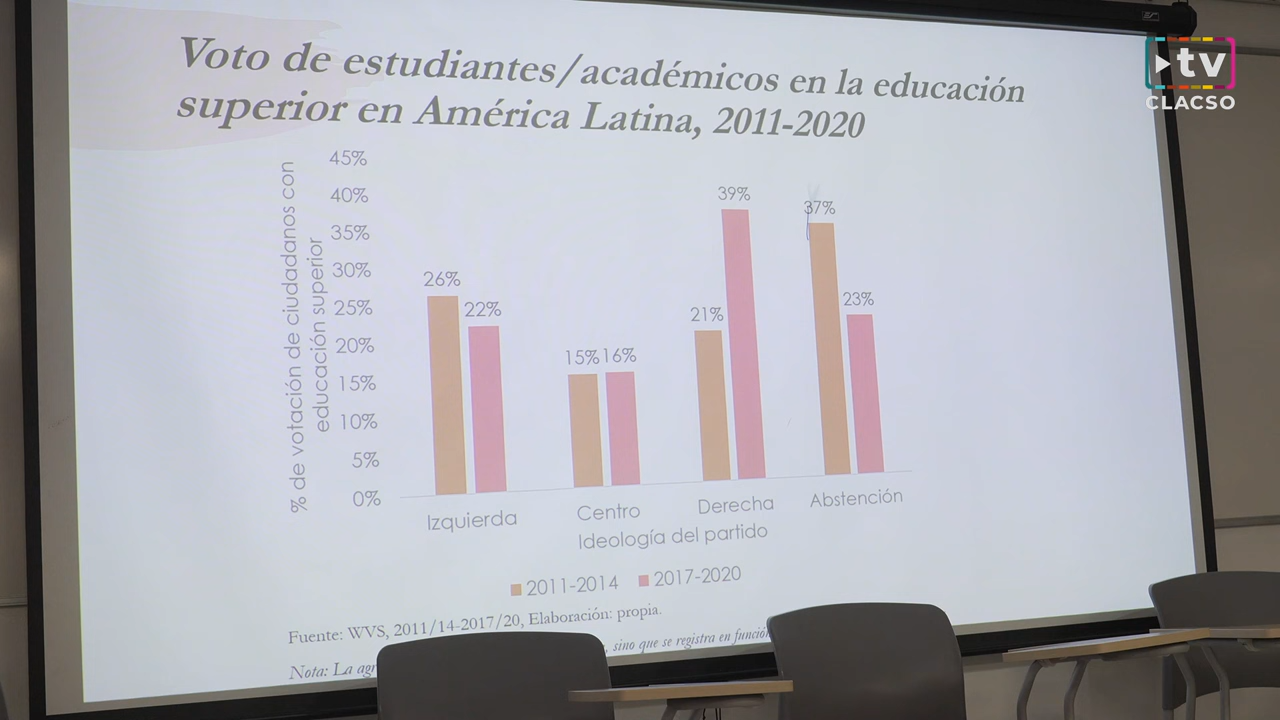 Voto de estudiantes/académicos en la educación
superior en América Latina, 2011-2020
tv
CLACSO
% de votación de ciudadanos con
educación superior
45%
40%
35%
30%
25%
20%
15%
10%
5%
0%
26%
22%
15%
16%
21%
39%
37%
23%
Izquierda
Centro
Derecha
Abstención
Ideología del partido
2011-2014
2017-2020
Fuente: WVS, 2011/14-2017/20, Elaboración: propia.
Nota: La , sino que se registra en